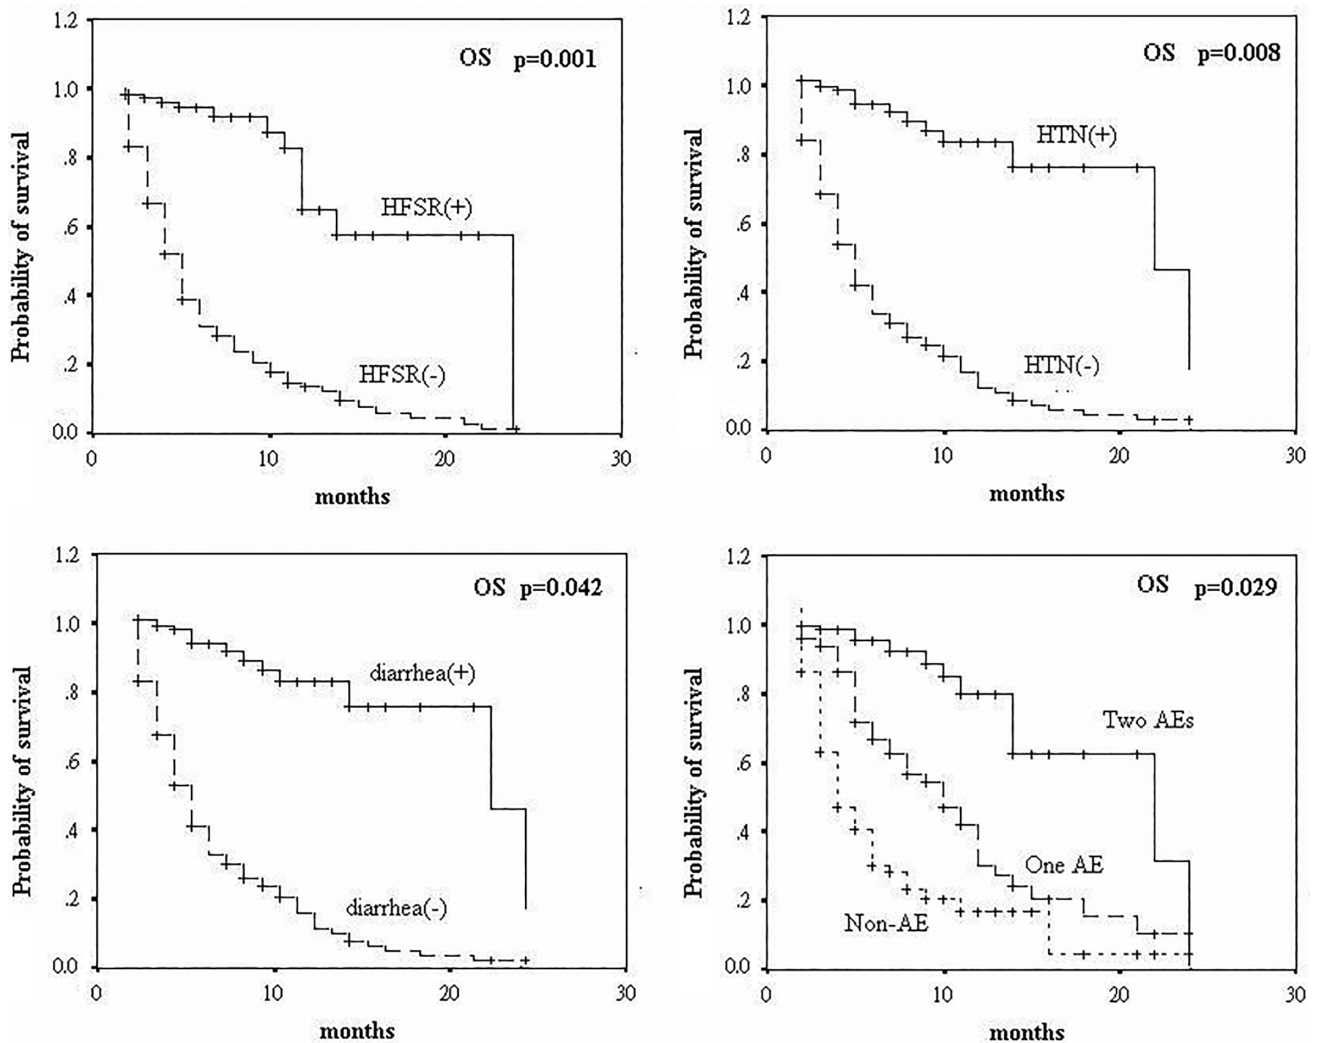 1.2
1.0
.8
.6
.4
.2
0.0
Probability of survival
OS p=0.001
HFSR(+)
HFSR(-)
0 10 20 30
months
1.2
1.0
.8
.6
.4
.2
0.0
Probability of survival
OS p=0.008
HTN(+)
HTN(-)
0 10 20 30
months
1.2
1.0
.8
.6
.4
.2
0.0
Probability of survival
OS p=0.042
diarrhea(+)
diarrhea(-)
0 10 20 30
months
1.2
1.0
.8
.6
.4
.2
0.0
Probability of survival
OS p=0.029
Two AEs
One AE
Non-AE
0 10 20 30
months